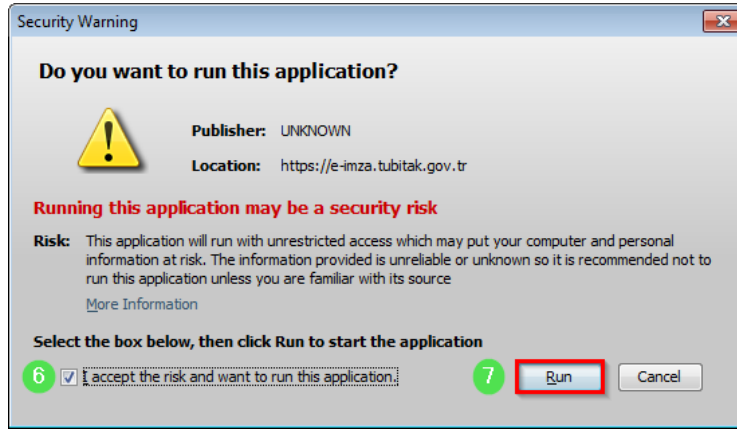 Security Warning
Do you want to run this application?
Publisher: UNKNOWN
Location: https://e-imza.tubitak.gov.tr
Running this application may be a security risk
Risk: This application will run with unrestricted access which may put your computer and personal
information at risk. The information provided is unreliable or unknown so it is recommended not to
run this application unless you are familiar with its source
More Information
Select the box below, then click Run to start the application
6 I accept the risk and want to run this application. 7 Run Cancel